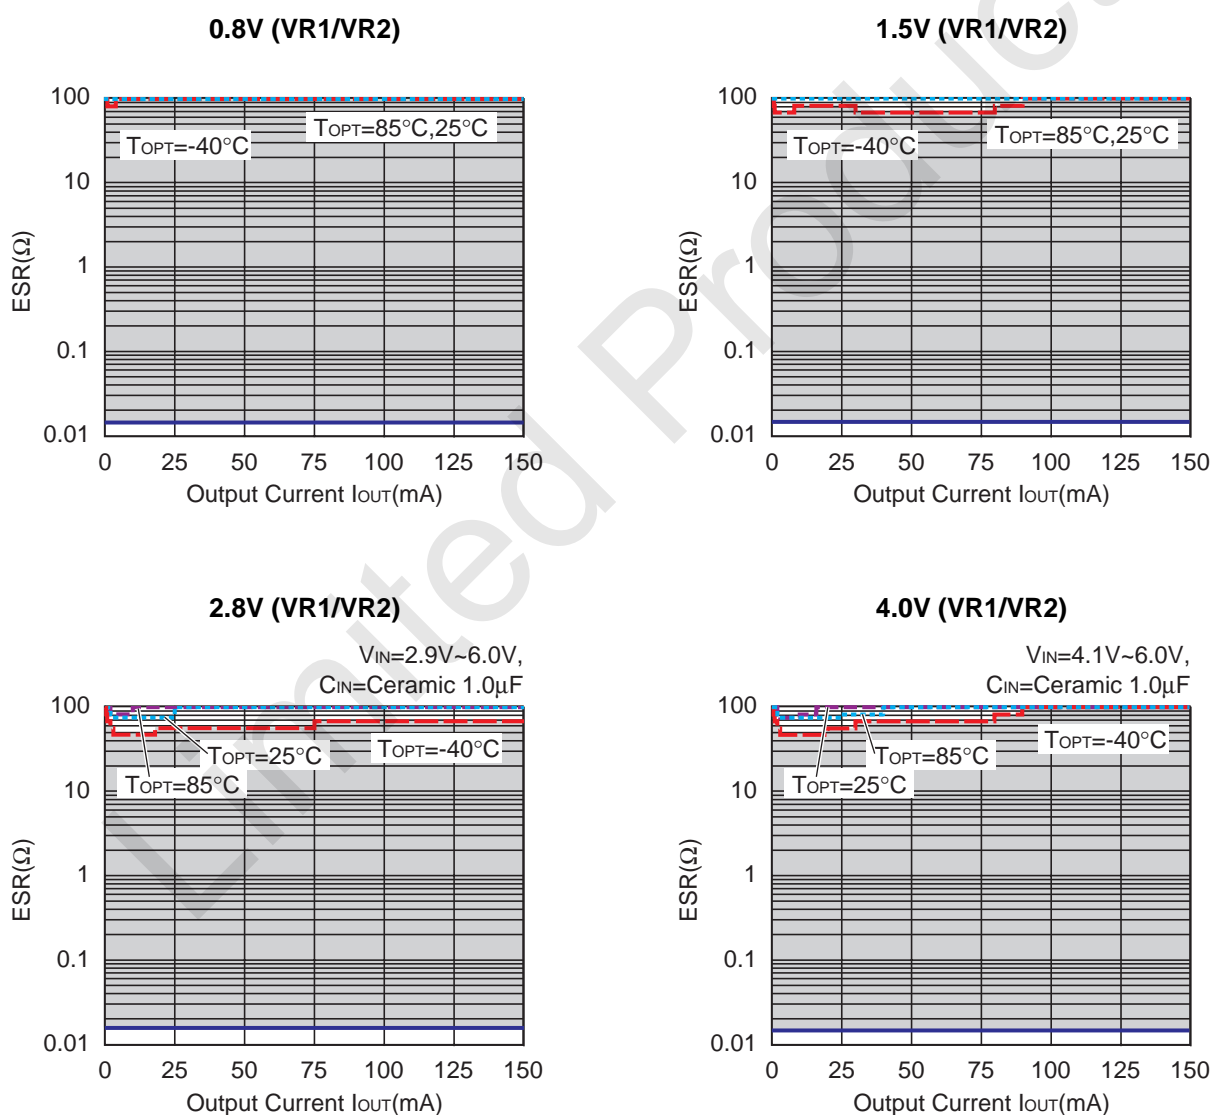 0.8V (VR1/VR2)
100
10
1
0.1
0.01
ESR(Ω)
TOPT=85°C,25°C
TOPT=-40°C
0 25 50 75 100 125 150
Output Current IOUT(mA)
1.5V (VR1/VR2)
100
10
1
0.1
0.01
ESR(Ω)
TOPT=85°C,25°C
TOPT=-40°C
0 25 50 75 100 125 150
Output Current IOUT(mA)
2.8V (VR1/VR2)
VIN=2.9V~6.0V,
CIN=Ceramic 1.0μF
100
10
1
0.1
0.01
ESR(Ω)
TOPT=-40°C
TOPT=25°C
TOPT=85°C
0 25 50 75 100 125 150
Output Current IOUT(mA)
4.0V (VR1/VR2)
VIN=4.1V~6.0V,
CIN=Ceramic 1.0μF
100
10
1
0.1
0.01
ESR(Ω)
TOPT=-40°C
TOPT=85°C
TOPT=25°C
0 25 50 75 100 125 150
Output Current IOUT(mA)
Limited Produc